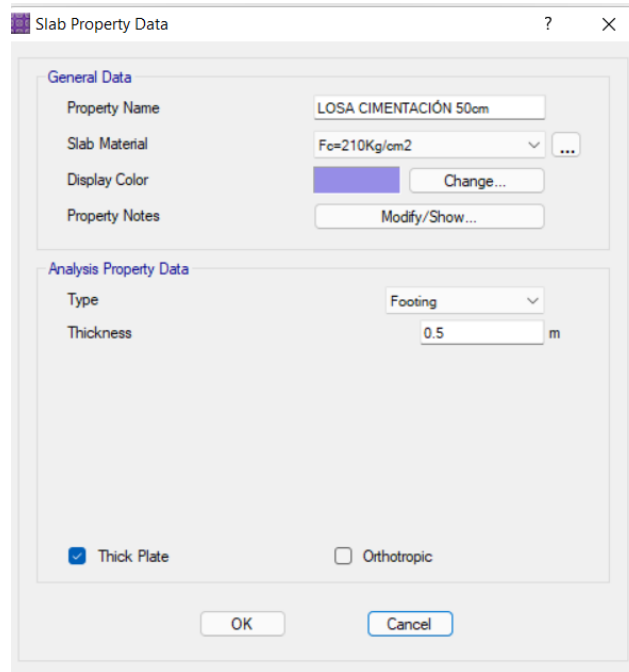 Slab Property Data ?
General Data
Property Name LOSA CIMENTACIÓN 50cm
Slab Material Fc=210Kg/cm2 ...
Display Color Change...
Property Notes Modify/Show...
Analysis Property Data
Type Footing
Thickness 0.5 m
Thick Plate Orthotropic
OK Cancel